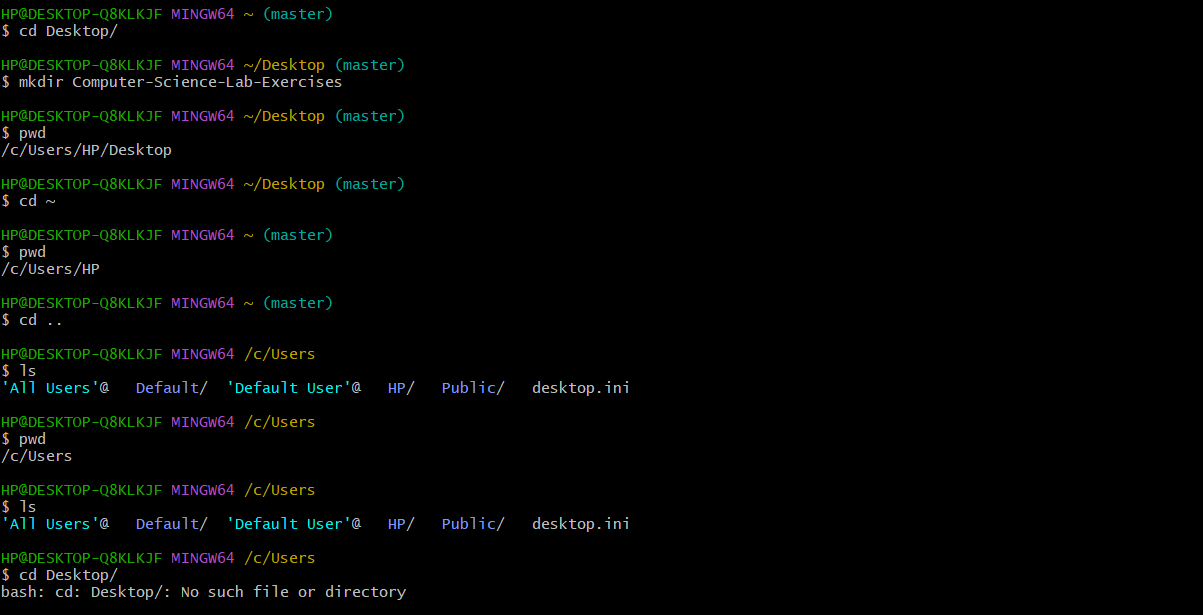 HP@DESKTOP-Q8KLKJF MINGW64 ~ (master)
$ cd Desktop/
HP@DESKTOP-Q8KLKJF MINGW64 ~/Desktop (master)
$ mkdir Computer-Science-Lab-Exercises
HP@DESKTOP-Q8KLKJF MINGW64 ~/Desktop (master)
$ pwd
/c/Users/HP/Desktop
HP@DESKTOP-Q8KLKJF MINGW64 ~/Desktop (master)
$ cd ~
HP@DESKTOP-Q8KLKJF MINGW64 ~ (master)
$ pwd
/c/Users/HP
HP@DESKTOP-Q8KLKJF MINGW64 ~ (master)
$ cd ..
HP@DESKTOP-Q8KLKJF MINGW64 /c/Users
$ ls
'All Users'@   Default/  'Default User'@   HP/   Public/   desktop.ini
HP@DESKTOP-Q8KLKJF MINGW64 /c/Users
$ pwd
/c/Users
HP@DESKTOP-Q8KLKJF MINGW64 /c/Users
$ ls
'All Users'@   Default/  'Default User'@   HP/   Public/   desktop.ini
HP@DESKTOP-Q8KLKJF MINGW64 /c/Users
$ cd Desktop/
bash: cd: Desktop/: No such file or directory